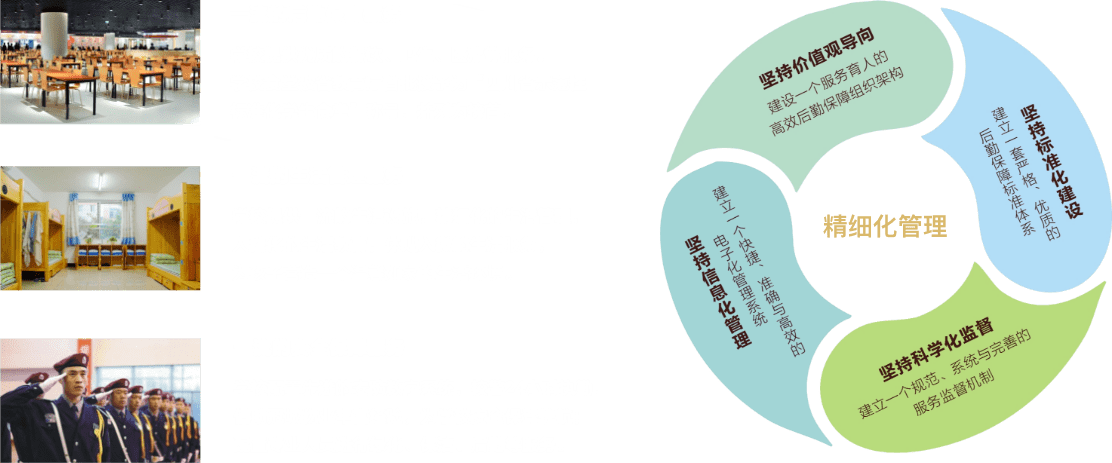 坚持价值观导向
建设一个服务育人的
高效后勤保障组织架构
坚持标准化建设
建立一套严格、优质的
后勤保障标准体系
精细化管理
坚持科学化监督
建立一个规范、系统与完善的
服务监督机制
坚持信息化管理
建立一个快捷、准确与高效的
电子化管理系统